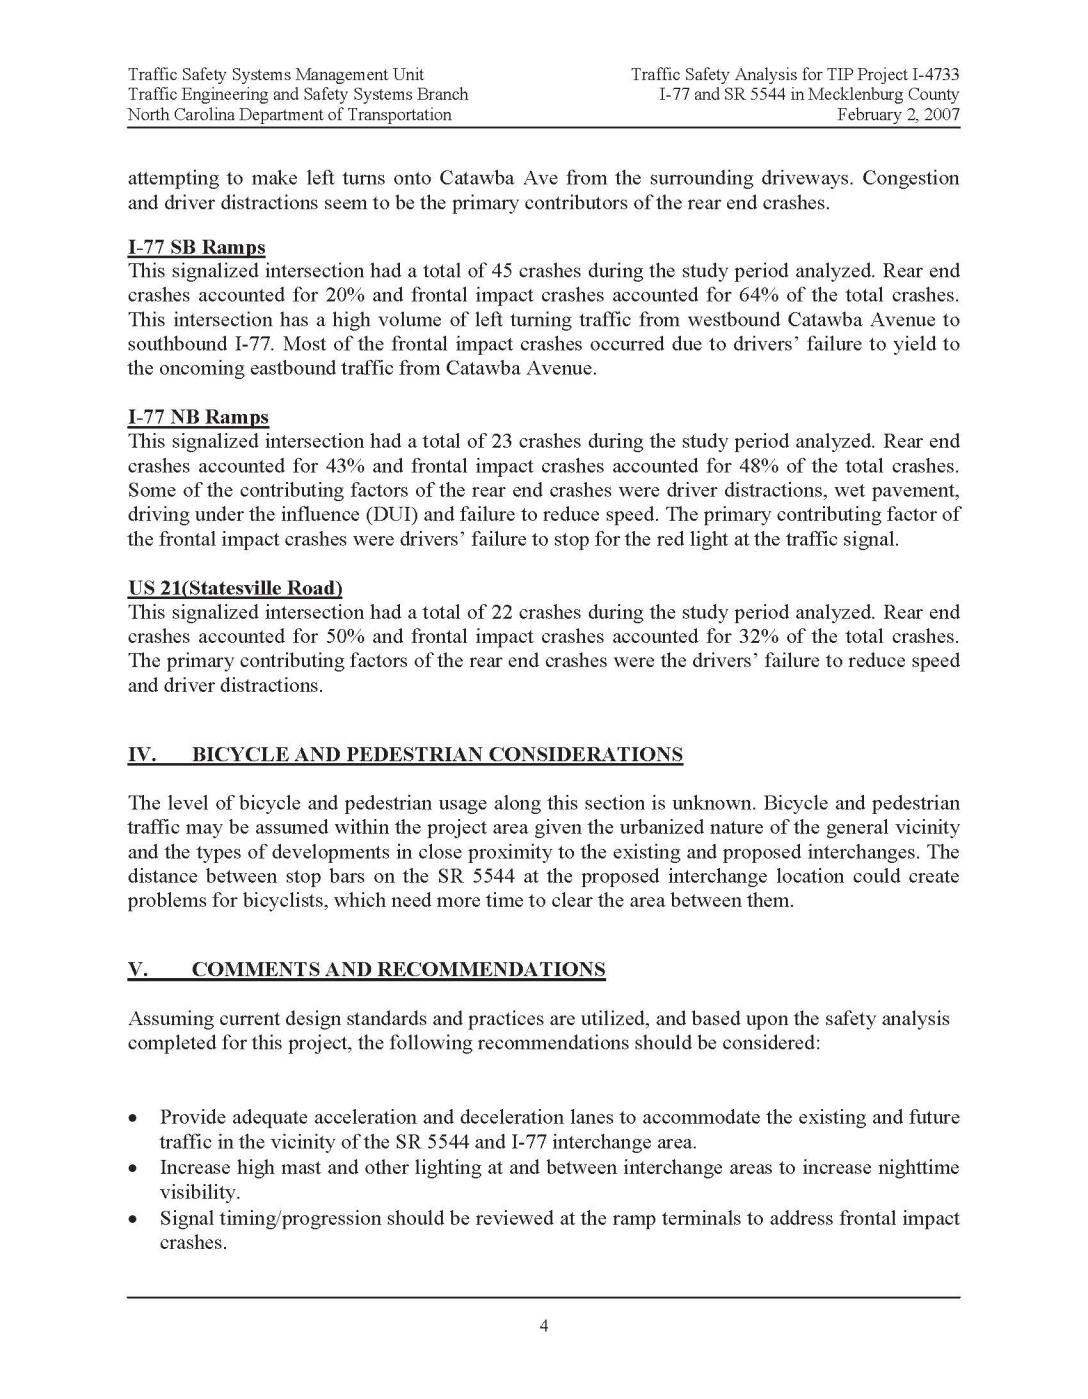 Traffic Safety Systems Management Unit
Traffic Safety Analysis for TIP Project I-4733
Traffic Engineering and Safety Systems Branch
I-77 and SR 5544 in Mecklenburg County
North Carolina Department of Transportation
February 2, 2007
attempting to make left turns onto Catawba Ave from the surrounding driveways. Congestion
and driver distractions seem to be the primary contributors of the rear end crashes.
I-77 SB Ramps
This signalized intersection had a total of 45 crashes during the study period analyzed. Rear end
crashes accounted for 20% and frontal impact crashes accounted for 64% of the total crashes.
This intersection has a high volume of left turning traffic from westbound Catawba Avenue to
southbound I-77. Most of the frontal impact crashes occurred due to drivers’ failure to yield to
the oncoming eastbound traffic from Catawba Avenue.
I-77 NB Ramps
This signalized intersection had a total of 23 crashes during the study period analyzed. Rear end
crashes accounted for 43% and frontal impact crashes accounted for 48% of the total crashes.
Some of the contributing factors of the rear end crashes were driver distractions, wet pavement,
driving under the influence (DUI) and failure to reduce speed. The primary contributing factor of
the frontal impact crashes were drivers’ failure to stop for the red light at the traffic signal.
US 21(Statesville Road)
This signalized intersection had a total of 22 crashes during the study period analyzed. Rear end
crashes accounted for 50% and frontal impact crashes accounted for 32% of the total crashes.
The primary contributing factors of the rear end crashes were the drivers’ failure to reduce speed
and driver distractions.
IV. BICYCLE AND PEDESTRIAN CONSIDERATIONS
The level of bicycle and pedestrian usage along this section is unknown. Bicycle and pedestrian
traffic may be assumed within the project area given the urbanized nature of the general vicinity
and the types of developments in close proximity to the existing and proposed interchanges. The
distance between stop bars on the SR 5544 at the proposed interchange location could create
problems for bicyclists, which need more time to clear the area between them.
V. COMMENTS AND RECOMMENDATIONS
Assuming current design standards and practices are utilized, and based upon the safety analysis
completed for this project, the following recommendations should be considered:
• Provide adequate acceleration and deceleration lanes to accommodate the existing and future
traffic in the vicinity of the SR 5544 and I-77 interchange area.
• Increase high mast and other lighting at and between interchange areas to increase nighttime
visibility.
• Signal timing/progression should be reviewed at the ramp terminals to address frontal impact
crashes.
4